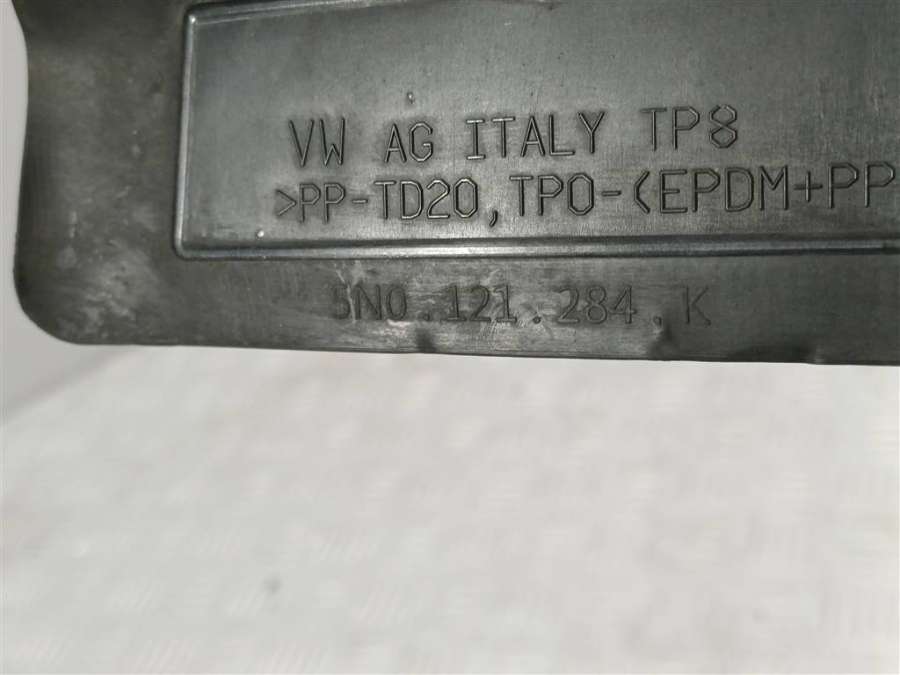 VW AG ITALY TP8
>PP-TD20,TPO-(EPDM+PP
5N0.121.284.K